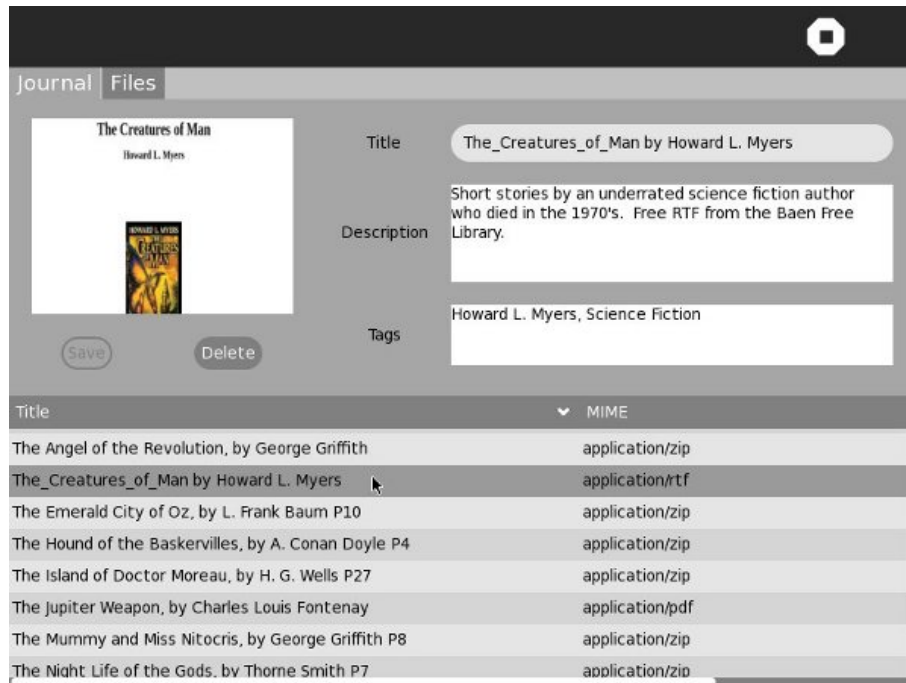 Journal Files
The Creatures of Man
Howard L. Myers
HOWARD L. MYERS
THE CREATURES OF MAN
Title The_Creatures_of_Man by Howard L. Myers
Description
Short stories by an underrated science fiction author
who died in the 1970's. Free RTF from the Baen Free
Library.
Tags
Howard L. Myers, Science Fiction
Save Delete
Title MIME
The Angel of the Revolution, by George Griffith application/zip
The_Creatures_of_Man by Howard L. Myers application/rtf
The Emerald City of Oz, by L. Frank Baum P10 application/zip
The Hound of the Baskervilles, by A. Conan Doyle P4 application/zip
The Island of Doctor Moreau, by H. G. Wells P27 application/zip
The Jupiter Weapon, by Charles Louis Fontenay application/pdf
The Mummy and Miss Nitocris, by George Griffith P8 application/zip
The Night Life of the Gods, by Thorne Smith P7 application/zip